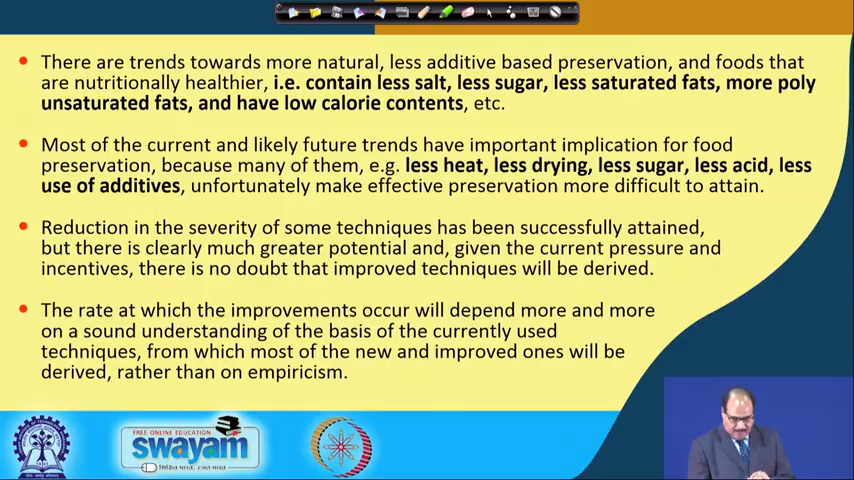 There are trends towards more natural, less additive based preservation, and foods that
are nutritionally healthier, i.e. contain less salt, less sugar, less saturated fats, more poly
unsaturated fats, and have low calorie contents, etc.
Most of the current and likely future trends have important implication for food
preservation, because many of them, e.g. less heat, less drying, less sugar, less acid, less
use of additives, unfortunately make effective preservation more difficult to attain.
Reduction in the severity of some techniques has been successfully attained,
but there is clearly much greater potential and, given the current pressure and
incentives, there is no doubt that improved techniques will be derived.
The rate at which the improvements occur will depend more and more
on a sound understanding of the basis of the currently used
techniques, from which most of the new and improved ones will be
derived, rather than on empiricism.
FREE ONLINE EDUCATION
swayam